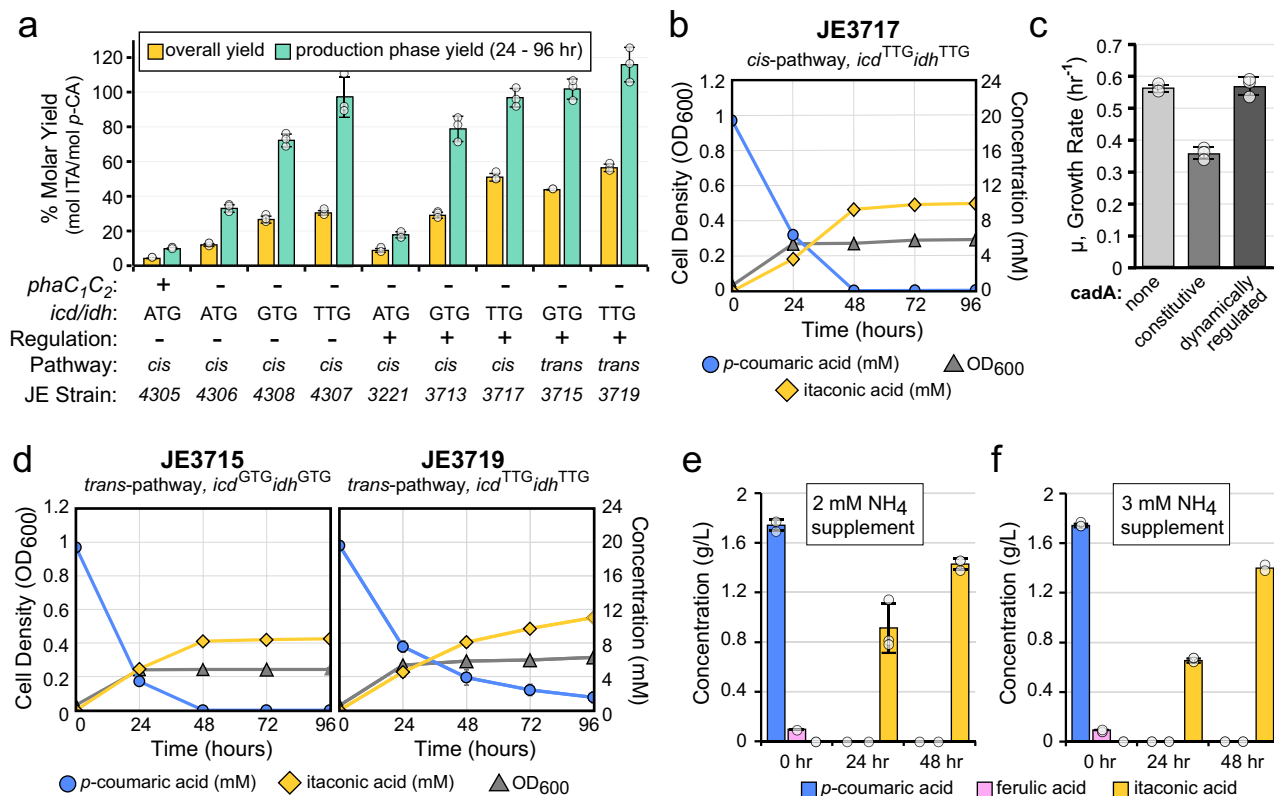 a
overall yield
production phase yield (24 - 96 hr)
% Molar Yield
(mol ITA/mol p-CA)
120
100
80
60
40
20
0
phaC1C2: + - - - - - - - -
icd/idh: ATG ATG GTG TTG ATG GTG TTG GTG TTG
Regulation: - - - - + + + + +
Pathway: cis cis cis cis cis cis cis trans trans
JE Strain: 4305 4306 4308 4307 3221 3713 3717 3715 3719
b
JE3717
cis-pathway, icdTTGidhTTG
Cell Density (OD600)
1.2
1
0.8
0.6
0.4
0.2
0
Concentration (mM)
24
20
16
12
8
4
0
0 24 48 72 96
Time (hours)
p-coumaric acid (mM)
OD600
itaconic acid (mM)
c
µ, Growth Rate (hr-1)
0.7
0.6
0.5
0.4
0.3
0.2
0.1
0
cadA:
none
constitutive
dynamically
regulated
d
JE3715
trans-pathway, icdGTGidhGTG
JE3719
trans-pathway, icdTTGidhTTG
Cell Density (OD600)
1.2
1
0.8
0.6
0.4
0.2
0
Concentration (mM)
24
20
16
12
8
4
0
0 24 48 72 96
0 24 48 72 96
Time (hours)
Time (hours)
p-coumaric acid (mM)
itaconic acid (mM)
OD600
e
2 mM NH4
supplement
Concentration (g/L)
2
1.6
1.2
0.8
0.4
0
0 hr 24 hr 48 hr
f
3 mM NH4
supplement
Concentration (g/L)
2
1.6
1.2
0.8
0.4
0
0 hr 24 hr 48 hr
p-coumaric acid
ferulic acid
itaconic acid